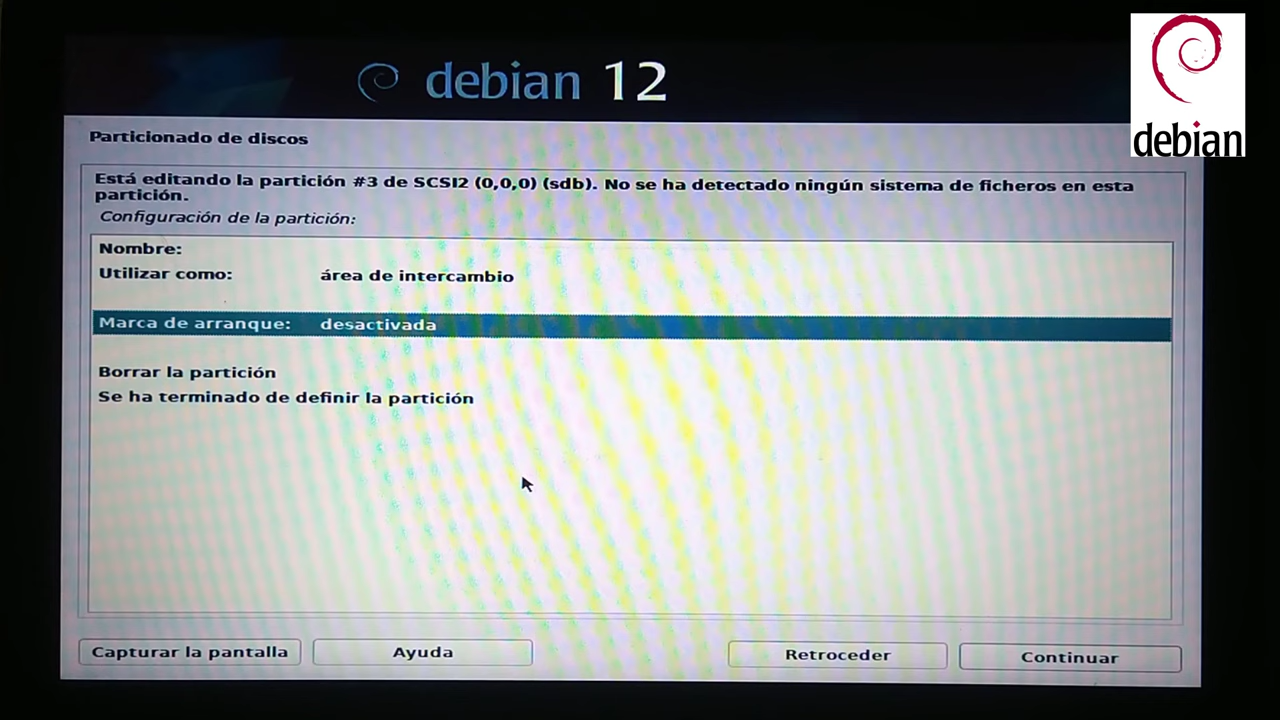 debian 12
debian
Particionado de discos
Está editando la partición #3 de SCSI2 (0,0,0) (sdb). No se ha detectado ningún sistema de ficheros en esta
partición.
Configuración de la partición:
Nombre:
Utilizar como: área de intercambio
Marca de arranque: desactivada
Borrar la partición
Se ha terminado de definir la partición
Capturar la pantalla Ayuda Retroceder Continuar